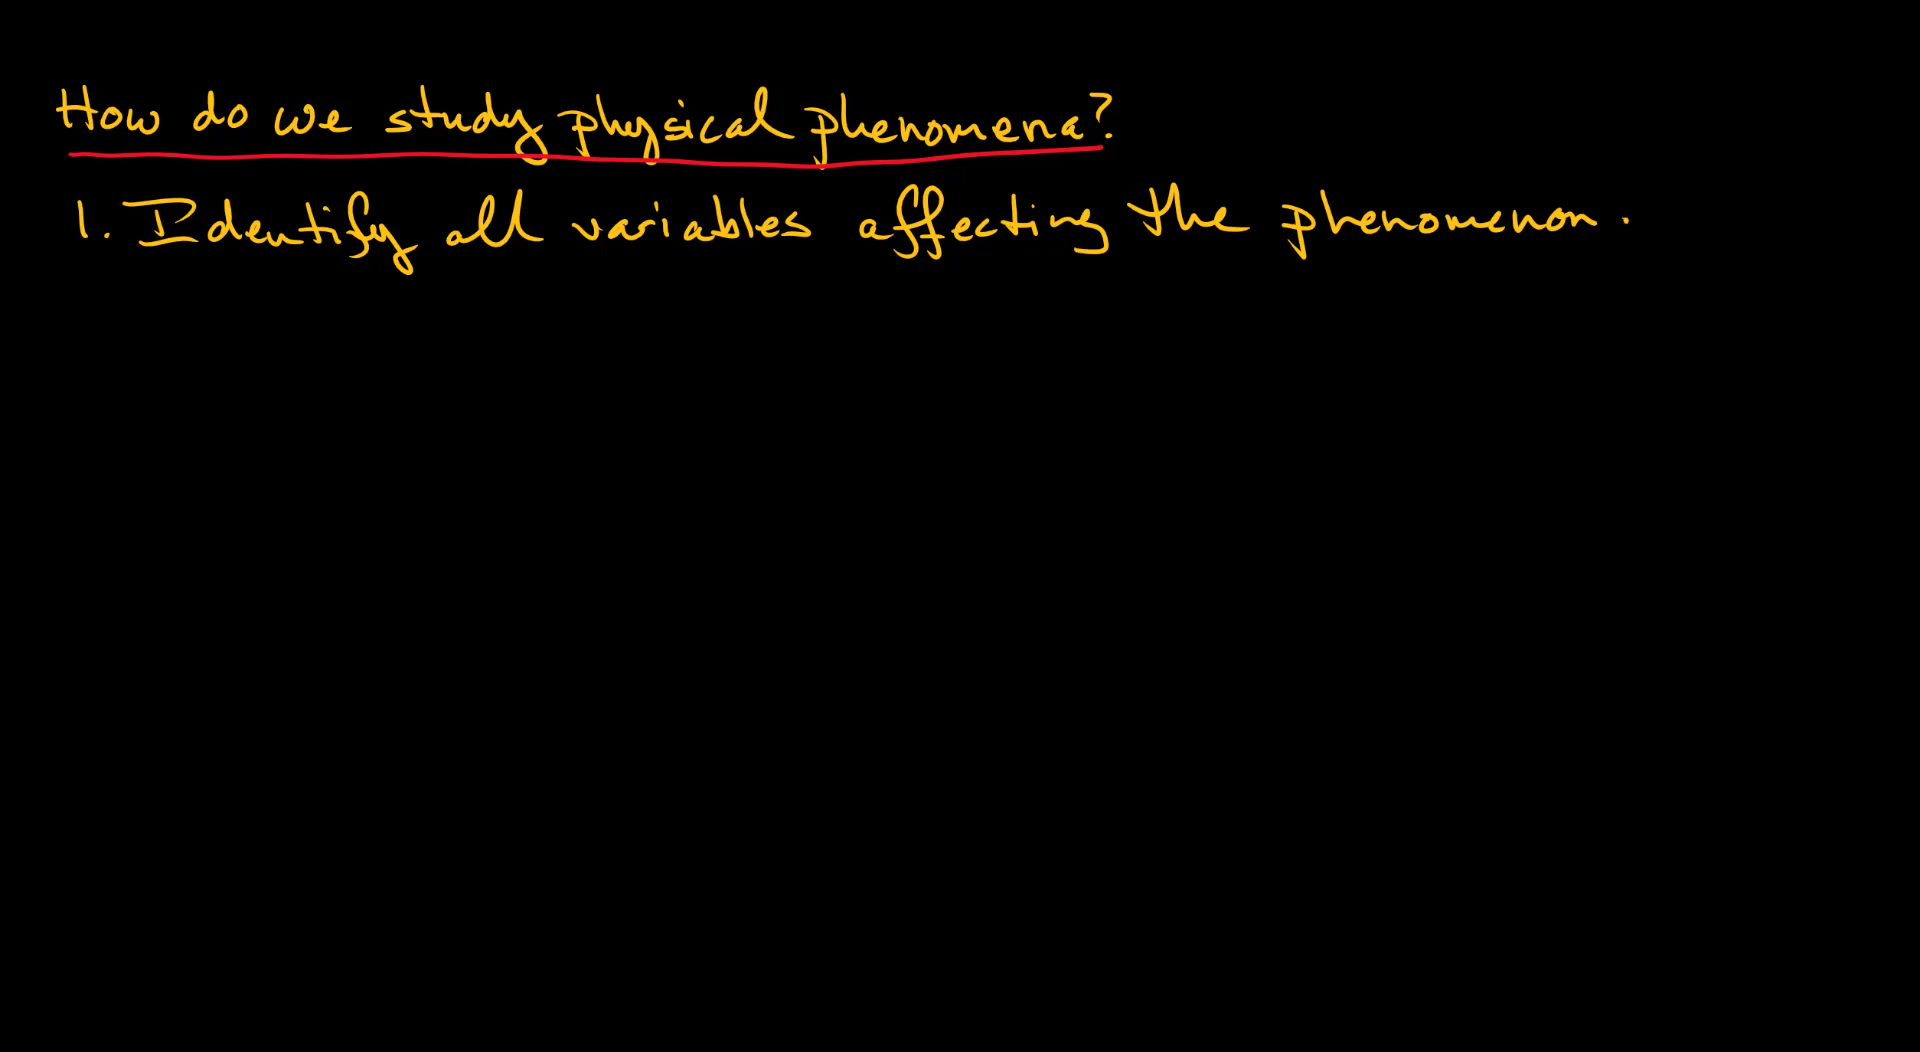 How do we study physical phenomena?
1. Identify all variables affecting the phenomenon.